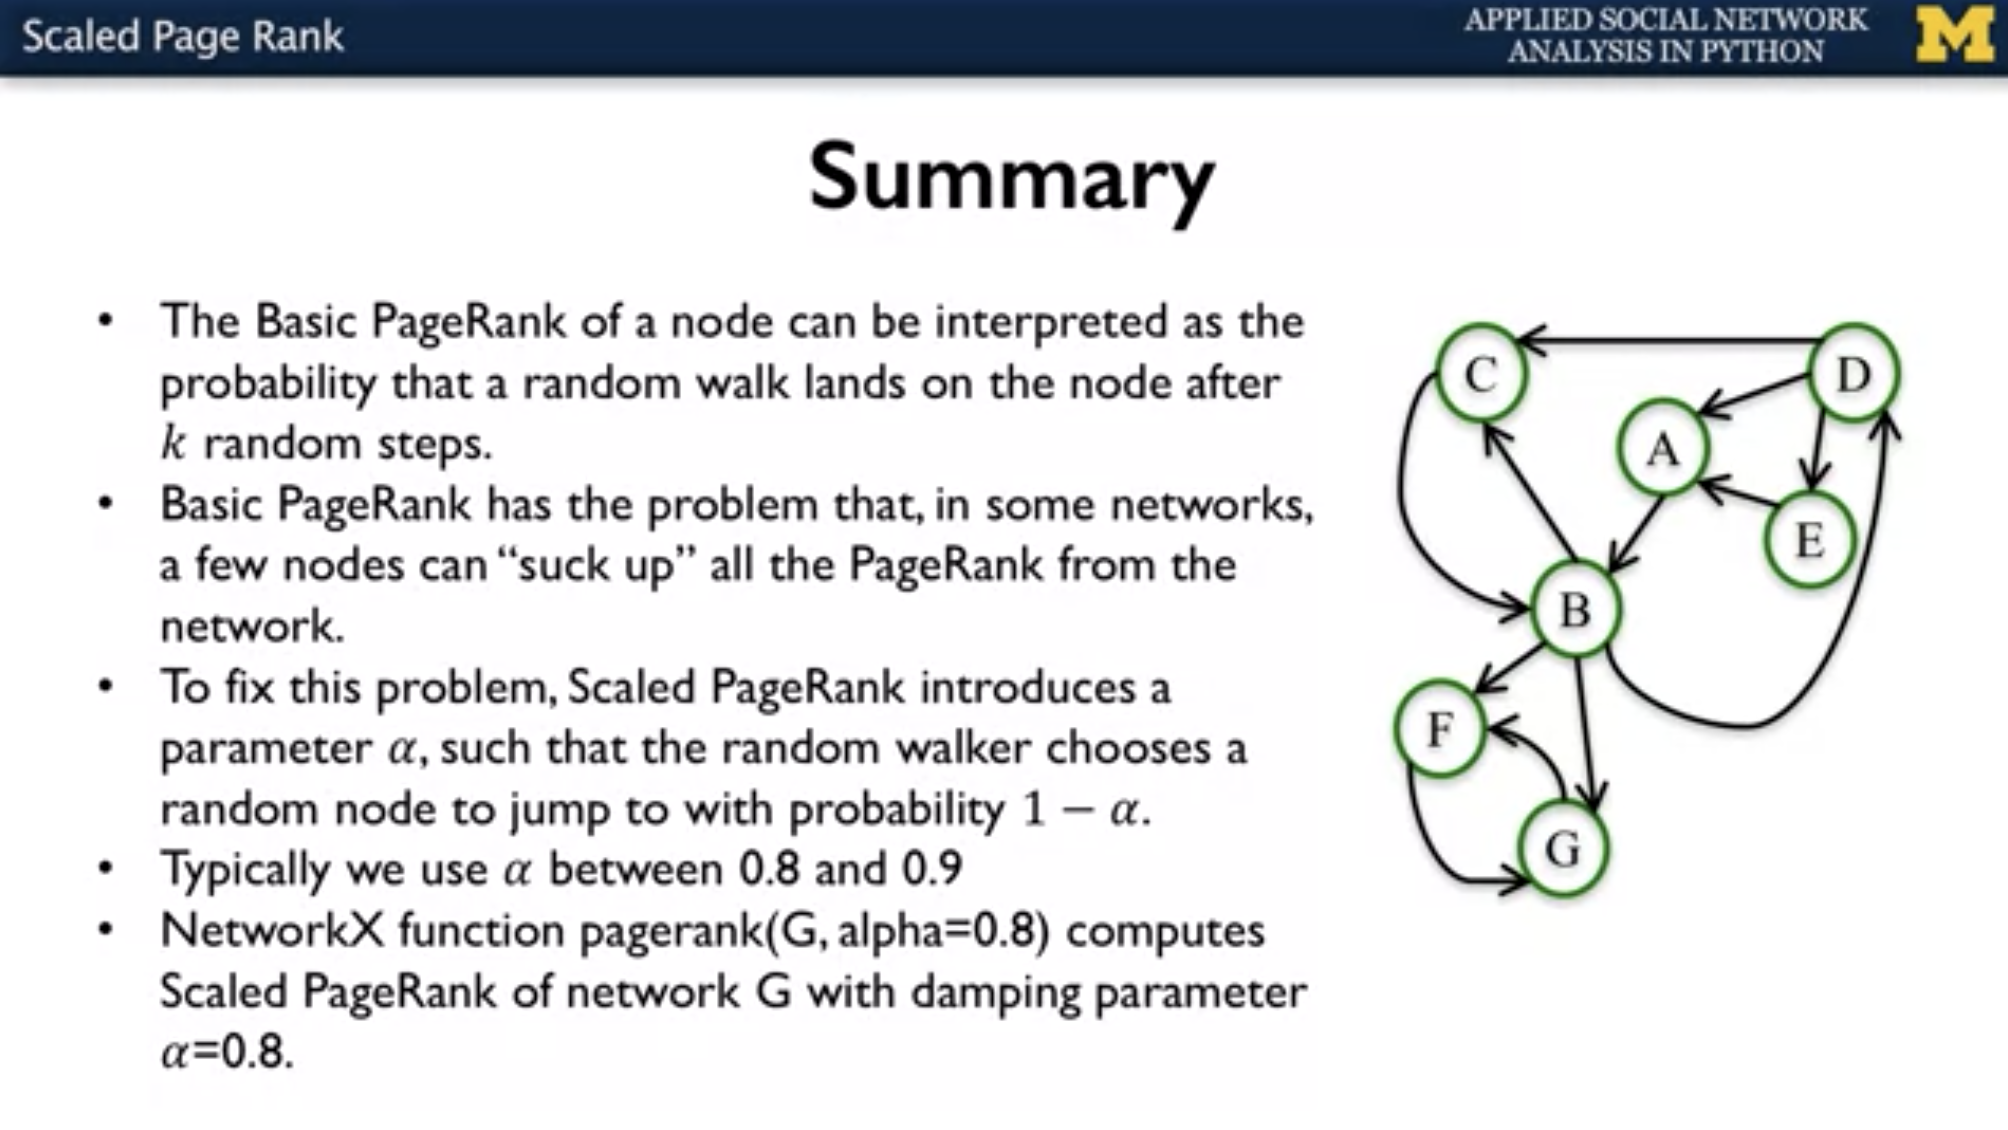 Scaled Page Rank
APPLIED SOCIAL NETWORK
ANALYSIS IN PYTHON
M
Summary
• The Basic PageRank of a node can be interpreted as the
probability that a random walk lands on the node after
k random steps.
• Basic PageRank has the problem that, in some networks,
a few nodes can “suck up” all the PageRank from the
network.
• To fix this problem, Scaled PageRank introduces a
parameter α, such that the random walker chooses a
random node to jump to with probability 1 − α.
• Typically we use α between 0.8 and 0.9
• NetworkX function pagerank(G, alpha=0.8) computes
Scaled PageRank of network G with damping parameter
α=0.8.
C
D
A
E
B
F
G